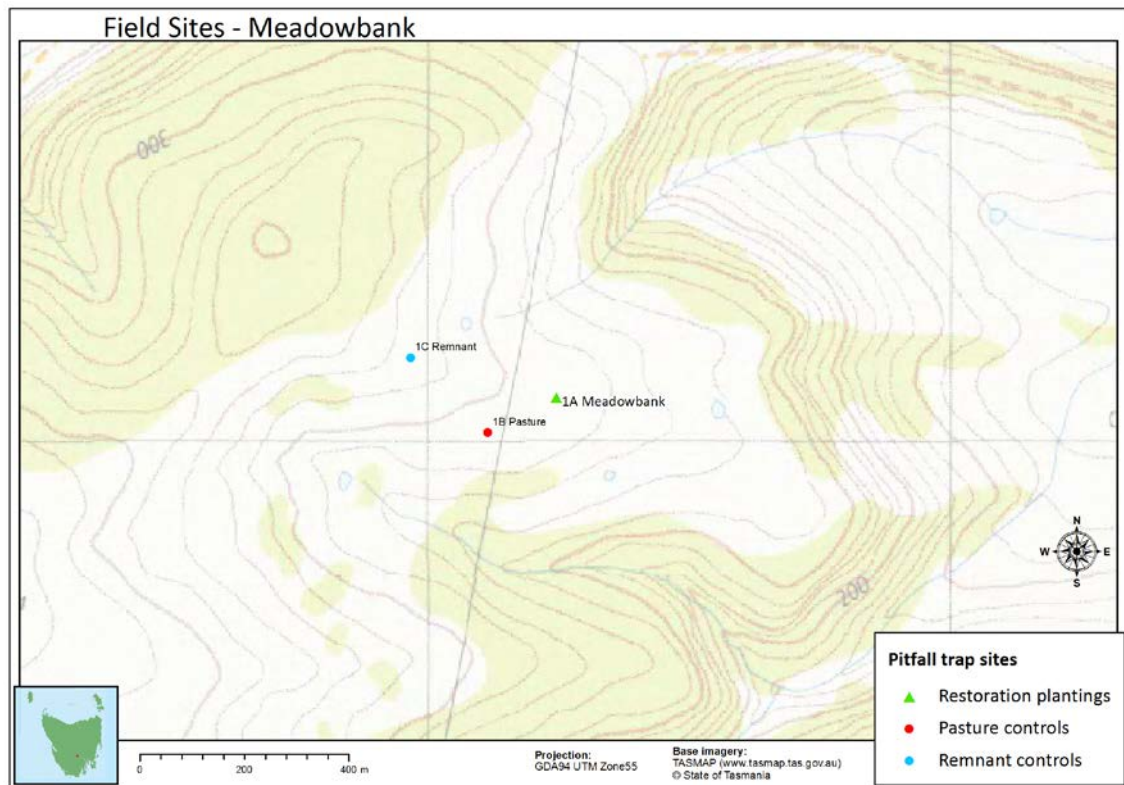 Field Sites - Meadowbank
300
1C Remnant
1A Meadowbank
1B Pasture
N
W E
S
200
Pitfall trap sites
Restoration plantings
Pasture controls
Remnant controls
0 200 400 m
Projection:
GDA94 UTM Zone55
Base imagery:
TASMAP (www.tasmap.tas.gov.au)
© State of Tasmania